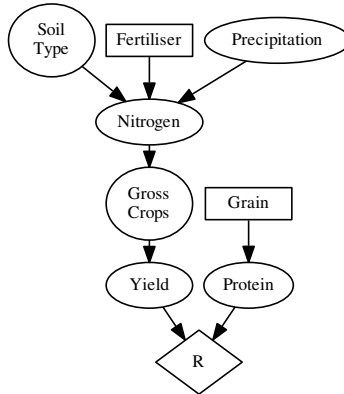 Soil
Type
Fertiliser
Precipitation
Nitrogen
Gross
Crops
Grain
Yield
Protein
R